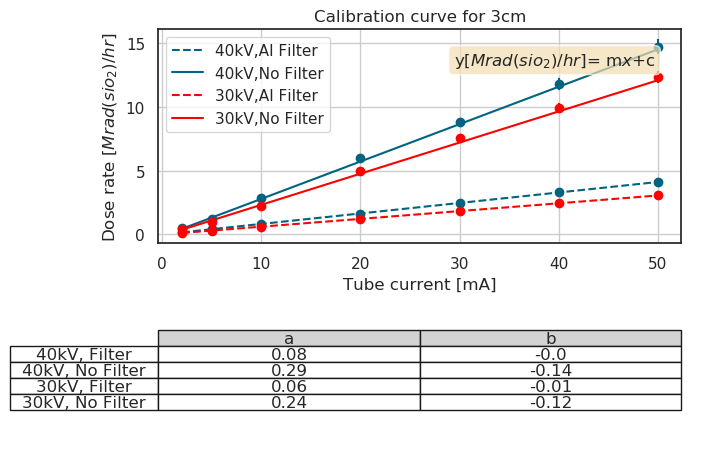 Calibration curve for 3cm
Dose rate [Mrad(sio₂)/hr]
15
10
5
0
40kV,Al Filter
40kV,No Filter
30kV,Al Filter
30kV,No Filter
y[Mrad(sio₂)/hr]= mx+c
0 10 20 30 40 50
Tube current [mA]
a b
40kV, Filter 0.08 -0.0
40kV, No Filter 0.29 -0.14
30kV, Filter 0.06 -0.01
30kV, No Filter 0.24 -0.12